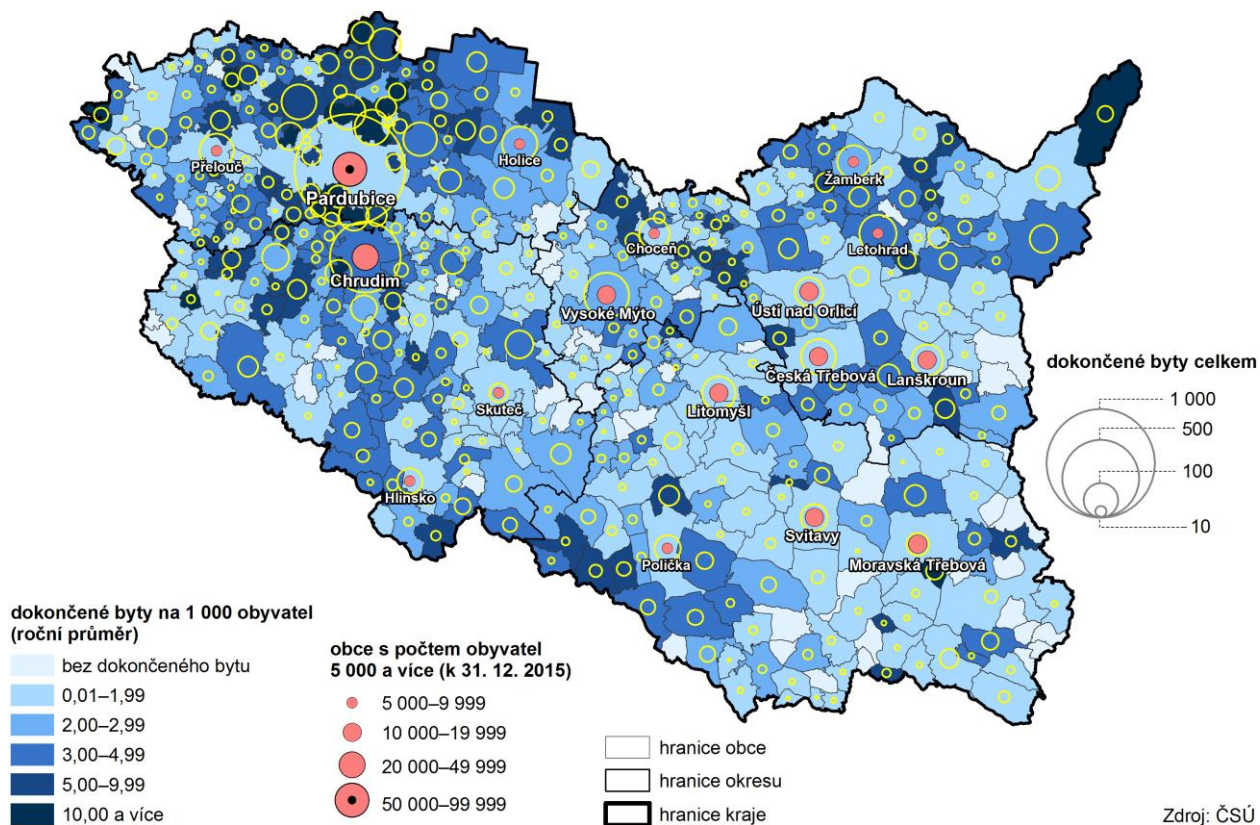 Přelouč
Pardubice
Holice
Chrudim
Choceň
Žamberk
Letohrad
Vysoké Mýto
Ústí nad Orlicí
Česká Třebová
Lanškroun
Skuteč
Litomyšl
Hlinsko
Polička
Svitavy
Moravská Třebová
dokončené byty celkem
1 000
500
100
10
dokončené byty na 1 000 obyvatel
(roční průměr)
bez dokončeného bytu
0,01–1,99
2,00–2,99
3,00–4,99
5,00–9,99
10,00 a více
obce s počtem obyvatel
5 000 a více (k 31. 12. 2015)
5 000–9 999
10 000–19 999
20 000–49 999
50 000–99 999
hranice obce
hranice okresu
hranice kraje
Zdroj: ČSÚ